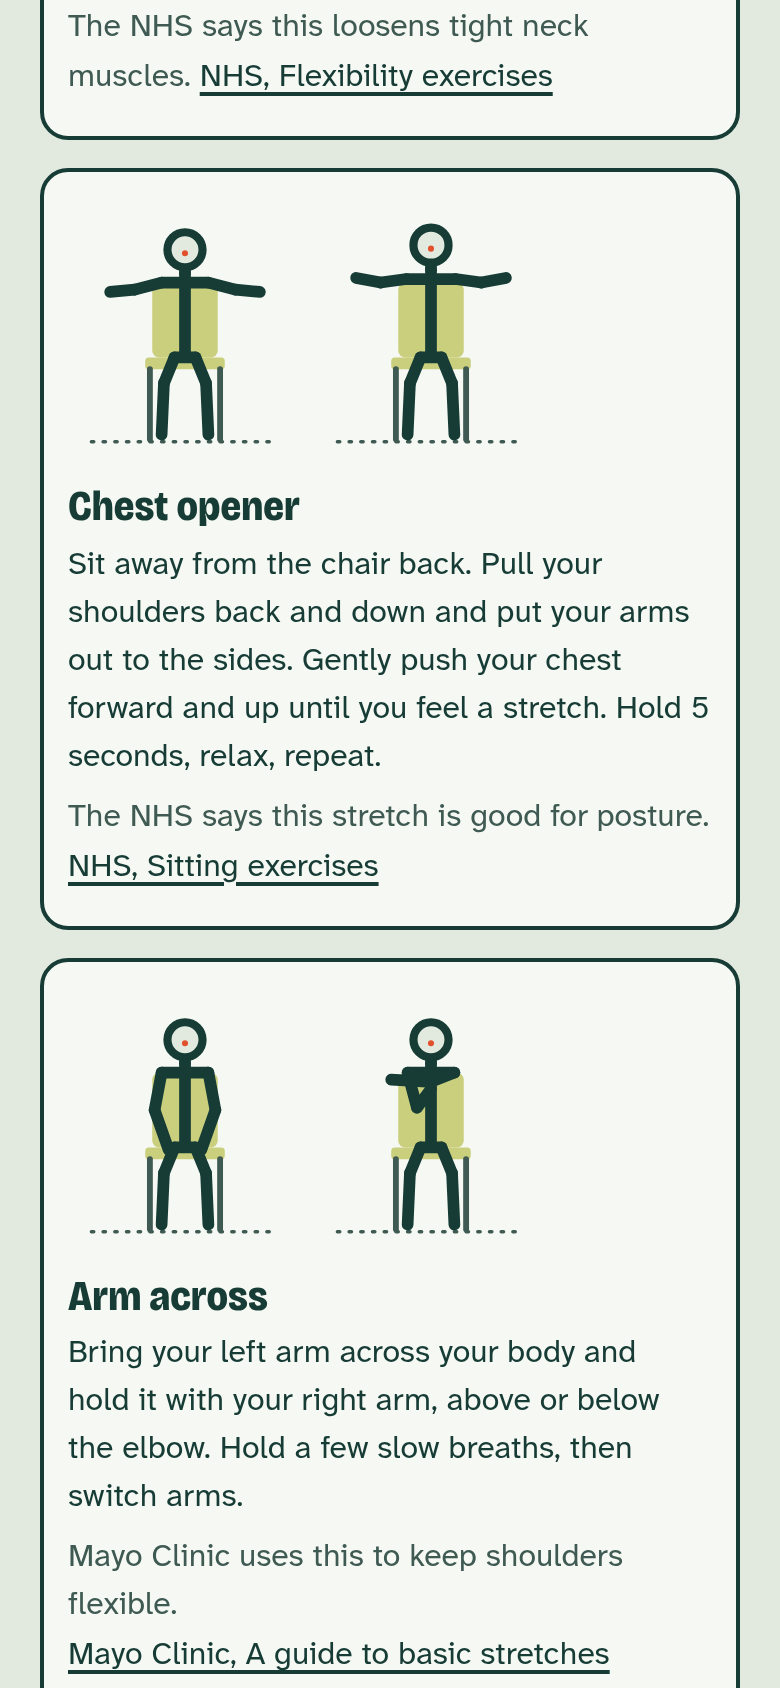 The NHS says this loosens tight neck
muscles. NHS, Flexibility exercises
Chest opener
Sit away from the chair back. Pull your
shoulders back and down and put your arms
out to the sides. Gently push your chest
forward and up until you feel a stretch. Hold 5
seconds, relax, repeat.
The NHS says this stretch is good for posture.
NHS, Sitting exercises
Arm across
Bring your left arm across your body and
hold it with your right arm, above or below
the elbow. Hold a few slow breaths, then
switch arms.
Mayo Clinic uses this to keep shoulders
flexible.
Mayo Clinic, A guide to basic stretches